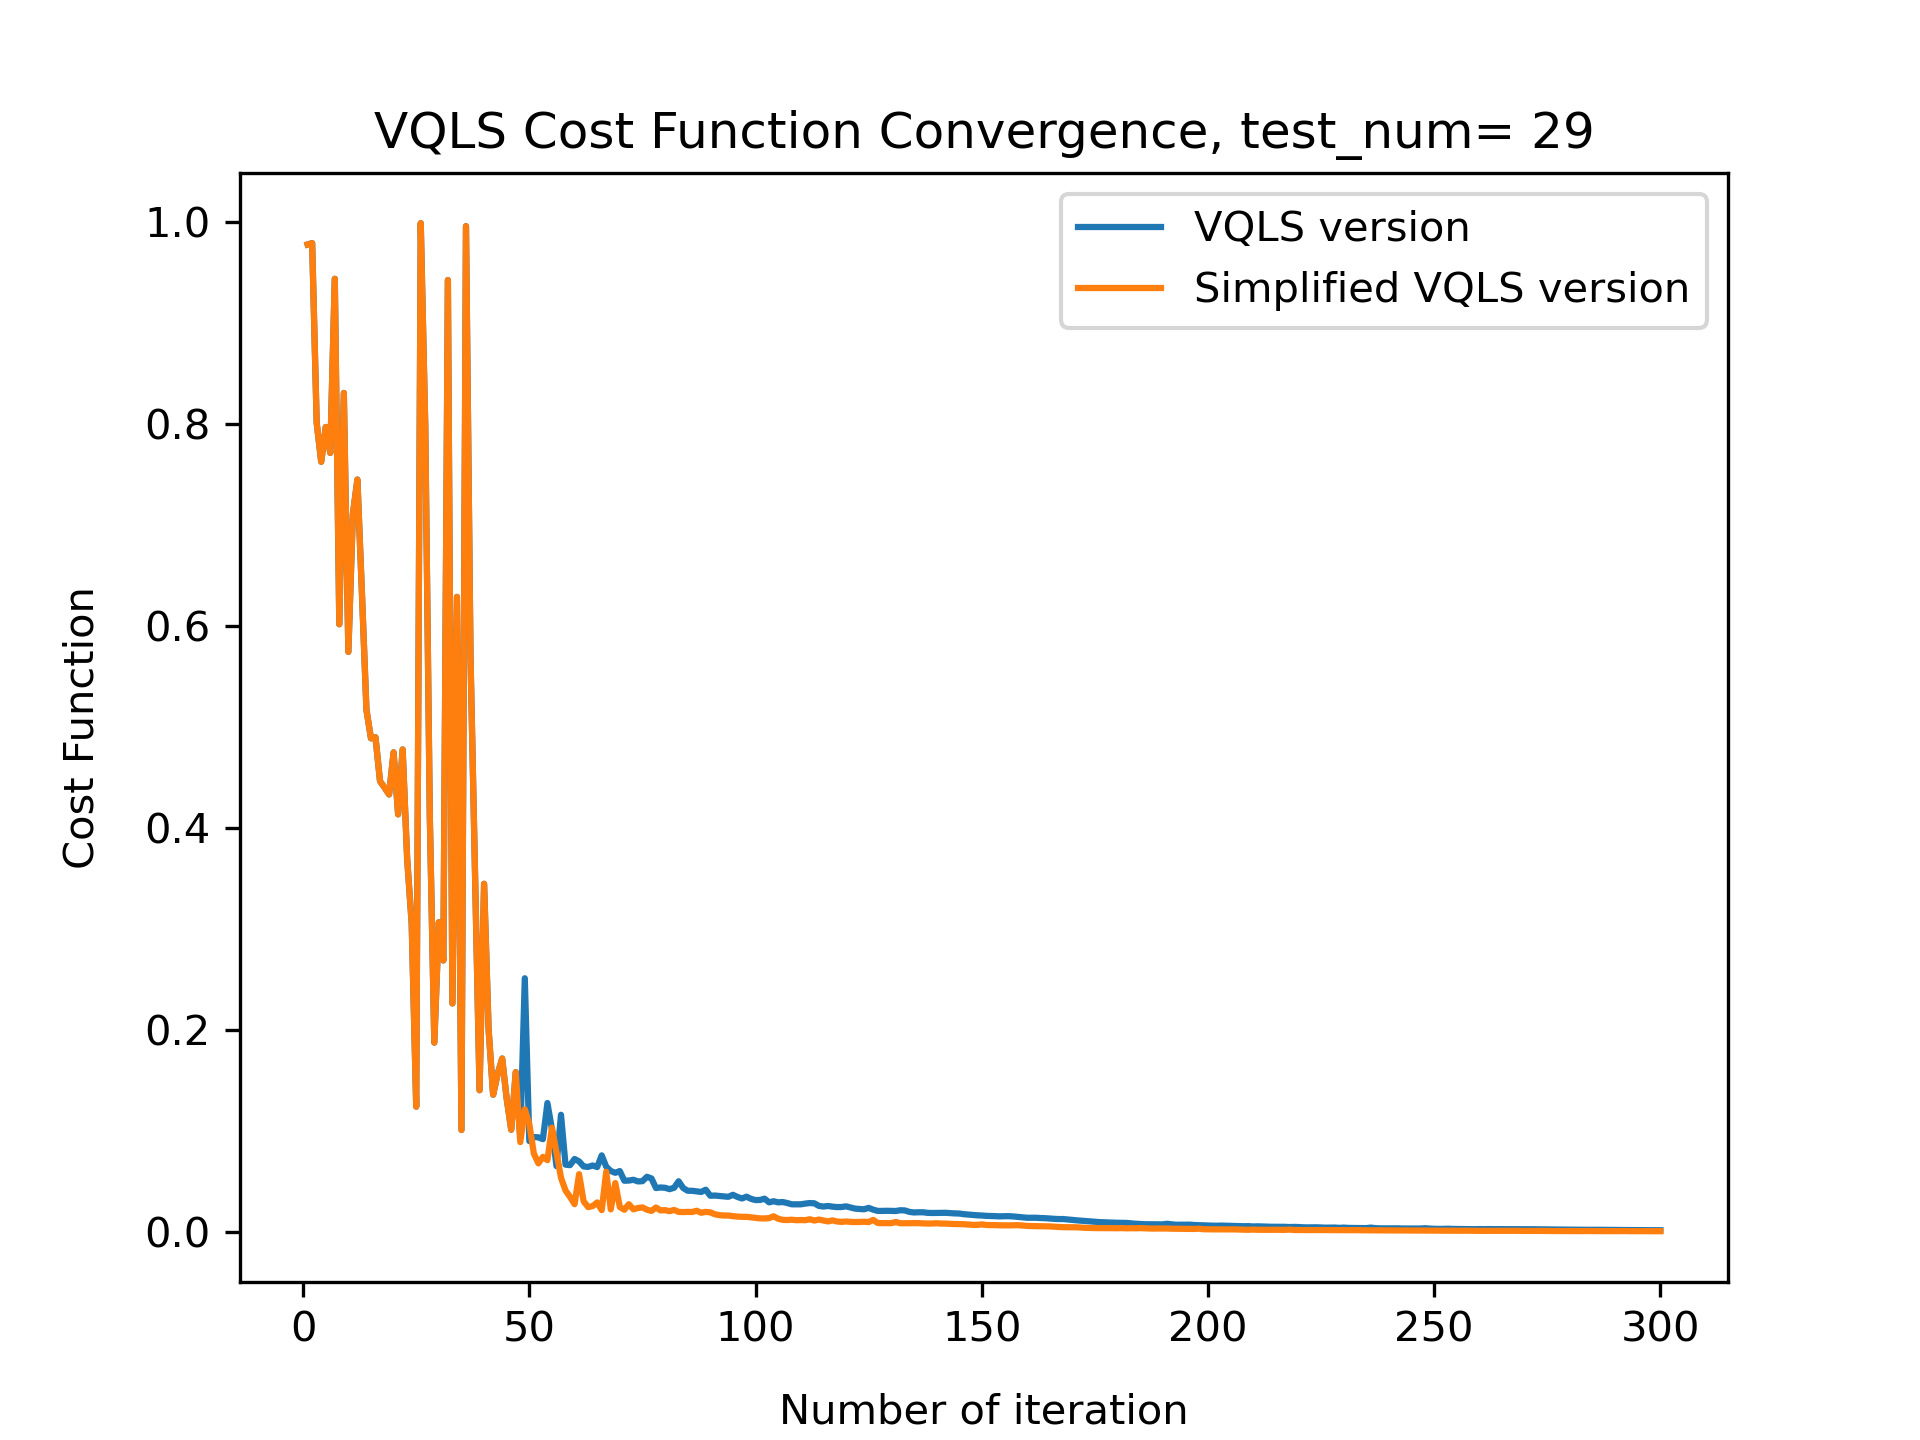 VQLS Cost Function Convergence, test_num= 29
VQLS version
Simplified VQLS version
1.0
0.8
0.6
0.4
0.2
0.0
Cost Function
0 50 100 150 200 250 300
Number of iteration